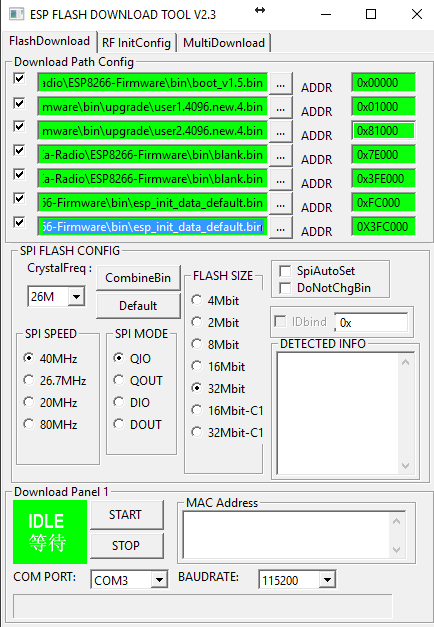 ESP FLASH DOWNLOAD TOOL V2.3
FlashDownload RF InitConfig MultiDownload
Download Path Config
adio\ESP8266-Firmware\bin\boot_v1.5.bin ... ADDR 0x00000
mware\bin\upgrade\user1.4096.new.4.bin ... ADDR 0x01000
mware\bin\upgrade\user2.4096.new.4.bin ... ADDR 0x81000
a-Radio\ESP8266-Firmware\bin\blank.bin ... ADDR 0x7E000
a-Radio\ESP8266-Firmware\bin\blank.bin ... ADDR 0x3FE000
66-Firmware\bin\esp_init_data_default.bin ... ADDR 0xFC000
66-Firmware\bin\esp_init_data_default.bin ... ADDR 0X3FC000
SPI FLASH CONFIG
CrystalFreq :
26M
CombineBin
Default
SPI SPEED
40MHz
26.7MHz
20MHz
80MHz
SPI MODE
QIO
QOUT
DIO
DOUT
FLASH SIZE
4Mbit
2Mbit
8Mbit
16Mbit
32Mbit
16Mbit-C1
32Mbit-C1
SpiAutoSet
DoNotChgBin
IDbind 0x
DETECTED INFO
Download Panel 1
IDLE
等待
START
STOP
MAC Address
COM PORT: COM3 BAUDRATE: 115200